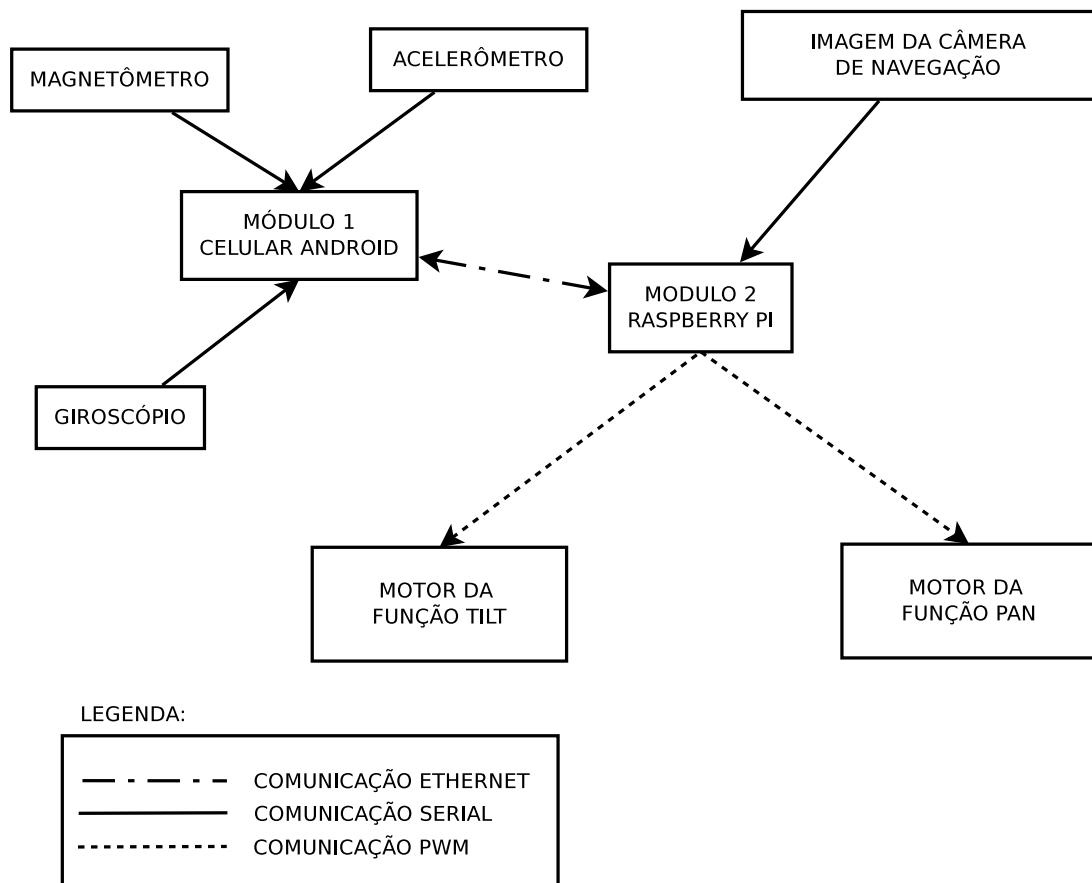 MAGNETÔMETRO
ACELERÔMETRO
IMAGEM DA CÂMERA
DE NAVEGAÇÃO
MÓDULO 1
CELULAR ANDROID
MODULO 2
RASPBERRY PI
GIROSCÓPIO
MOTOR DA
FUNÇÃO TILT
MOTOR DA
FUNÇÃO PAN
LEGENDA:
COMUNICAÇÃO ETHERNET
COMUNICAÇÃO SERIAL
COMUNICAÇÃO PWM